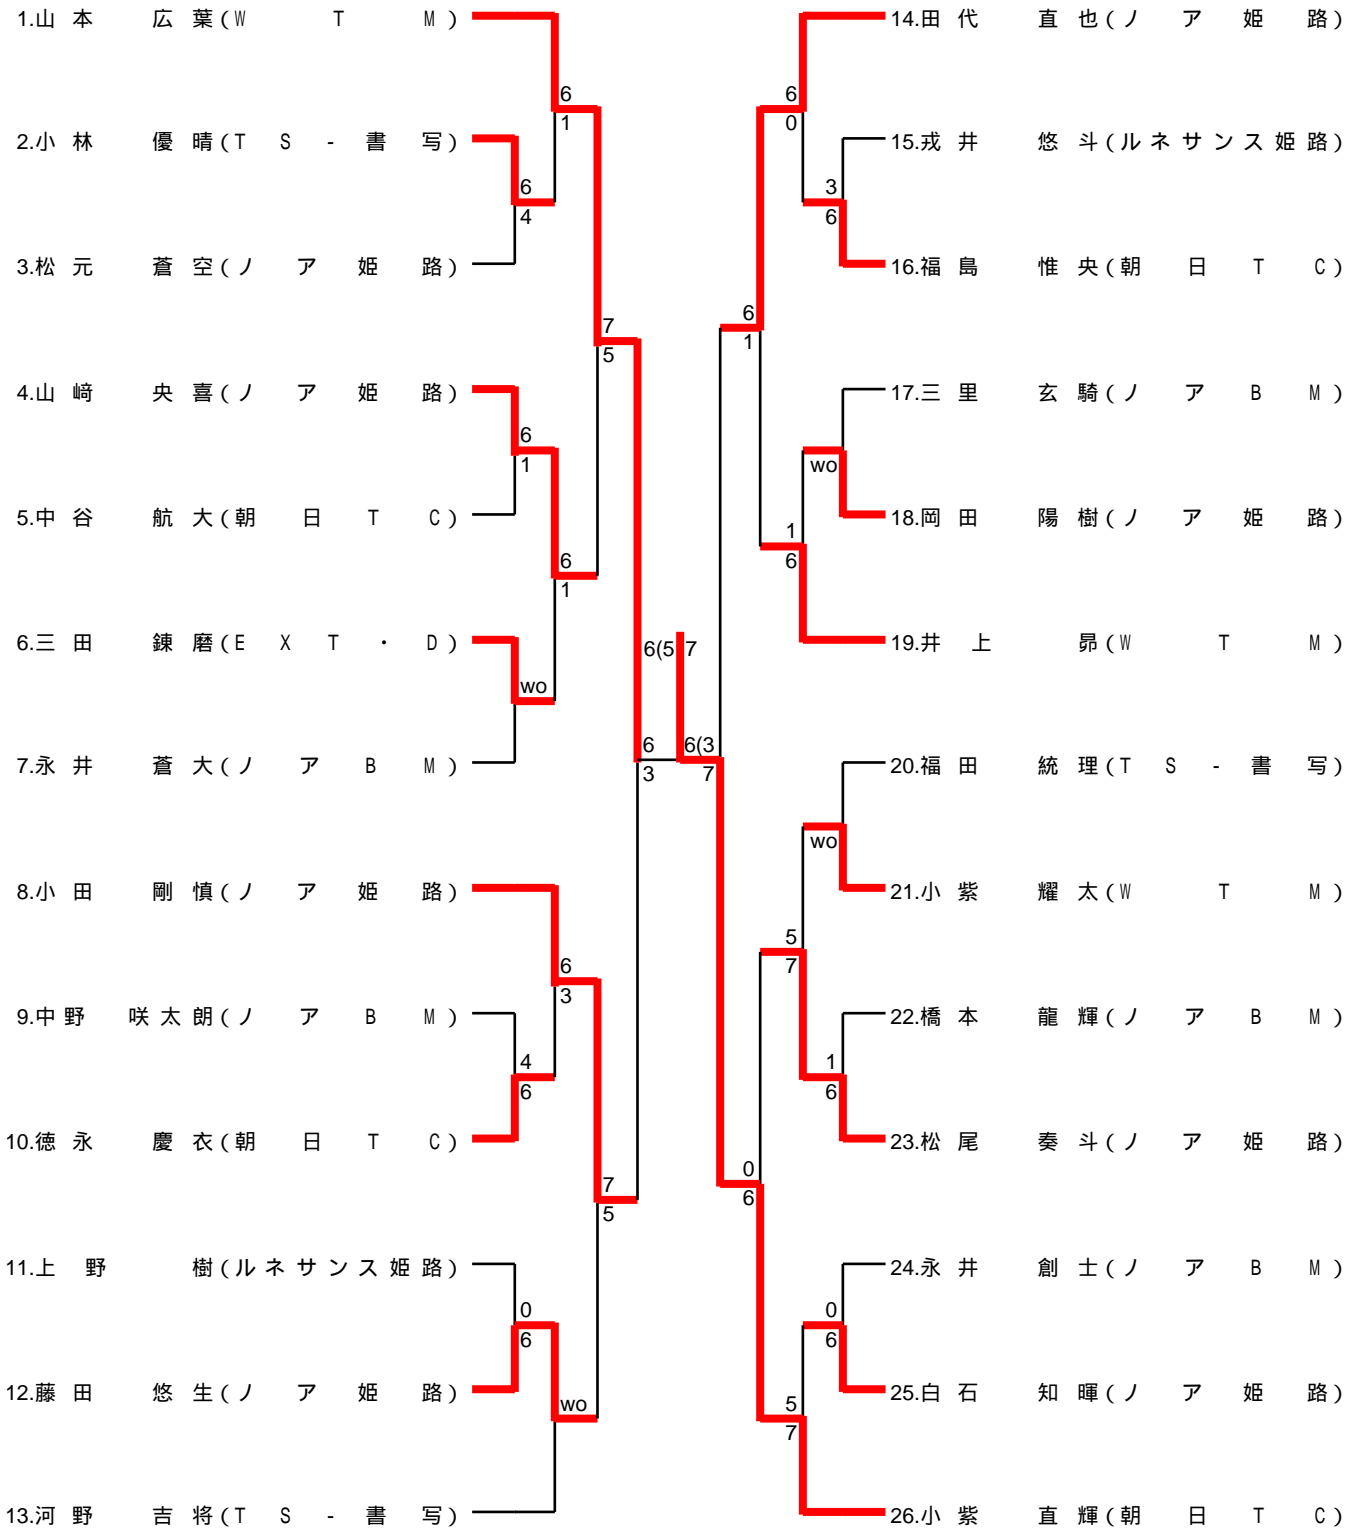 1.山本 広葉(W T M)
6
1
2.小林 優晴(T S - 書写)
6
4
3.松元 蒼空(ノア姫路)
7
5
4.山﨑 央喜(ノア姫路)
6
1
5.中谷 航大(朝日T C)
6
1
6.三田 錬磨(E X T ・ D)
wo
7.永井 蒼大(ノア B M)
6
3
8.小田 剛慎(ノア姫路)
6
3
9.中野 咲太朗(ノア B M)
4
6
10.徳永 慶衣(朝日T C)
7
5
11.上野 樹(ルネサンス姫路)
0
6
12.藤田 悠生(ノア姫路)
wo
13.河野 吉将(T S - 書写)
6(5 7
6(3
7
14.田代 直也(ノア姫路)
6
0
15.戎井 悠斗(ルネサンス姫路)
3
6
16.福島 惟央(朝日T C)
6
1
17.三里 玄騎(ノア B M)
wo
18.岡田 陽樹(ノア姫路)
1
6
19.井上 昴(W T M)
20.福田 統理(T S - 書写)
wo
21.小紫 耀太(W T M)
5
7
22.橋本 龍輝(ノア B M)
1
6
23.松尾 奏斗(ノア姫路)
0
6
24.永井 創士(ノア B M)
0
6
25.白石 知暉(ノア姫路)
5
7
26.小紫 直輝(朝日T C)